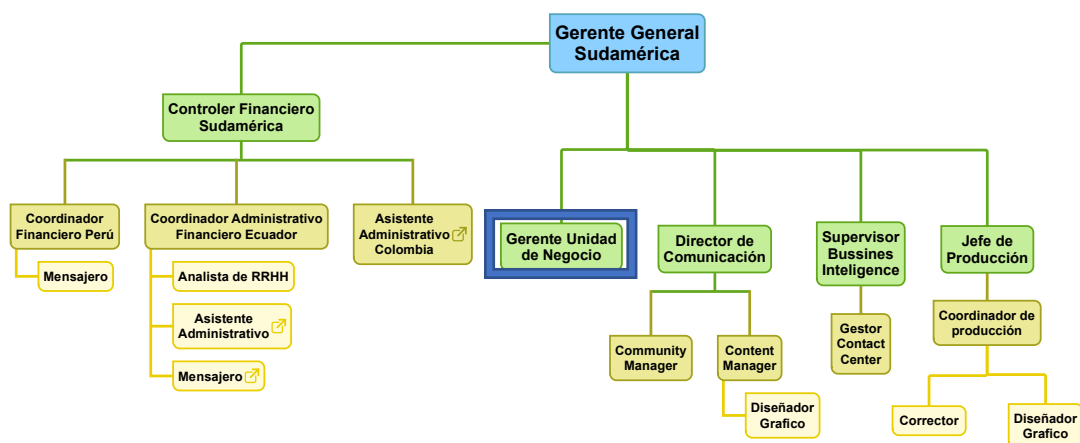 Gerente General
Sudamérica
Controler Financiero
Sudamérica
Coordinador
Financiero Perú
Mensajero
Coordinador Administrativo
Financiero Ecuador
Analista de RRHH
Asistente
Administrativo
Mensajero
Asistente
Administrativo
Colombia
Gerente Unidad
de Negocio
Director de
Comunicación
Community
Manager
Content
Manager
Diseñador
Grafico
Supervisor
Bussines
Inteligence
Gestor
Contact
Center
Jefe de
Producción
Coordinador de
producción
Corrector
Diseñador
Grafico